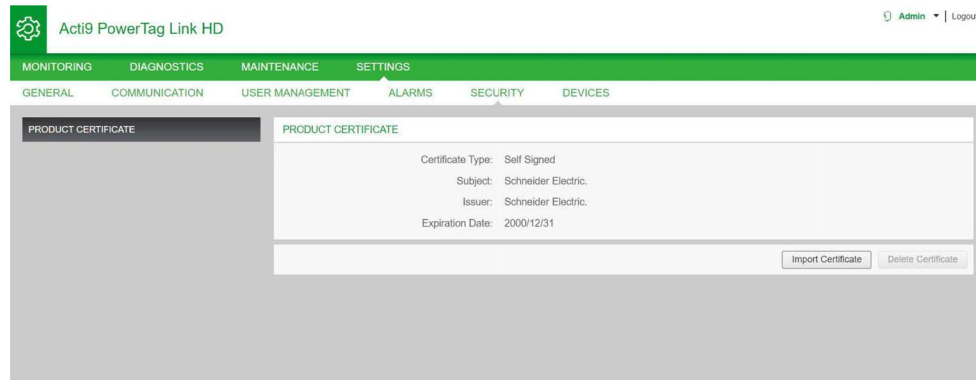 Acti9 PowerTag Link HD
Admin | Logout
MONITORING DIAGNOSTICS MAINTENANCE SETTINGS
GENERAL COMMUNICATION USER MANAGEMENT ALARMS SECURITY DEVICES
PRODUCT CERTIFICATE
PRODUCT CERTIFICATE
Certificate Type: Self Signed
Subject: Schneider Electric.
Issuer: Schneider Electric.
Expiration Date: 2000/12/31
Import Certificate Delete Certificate